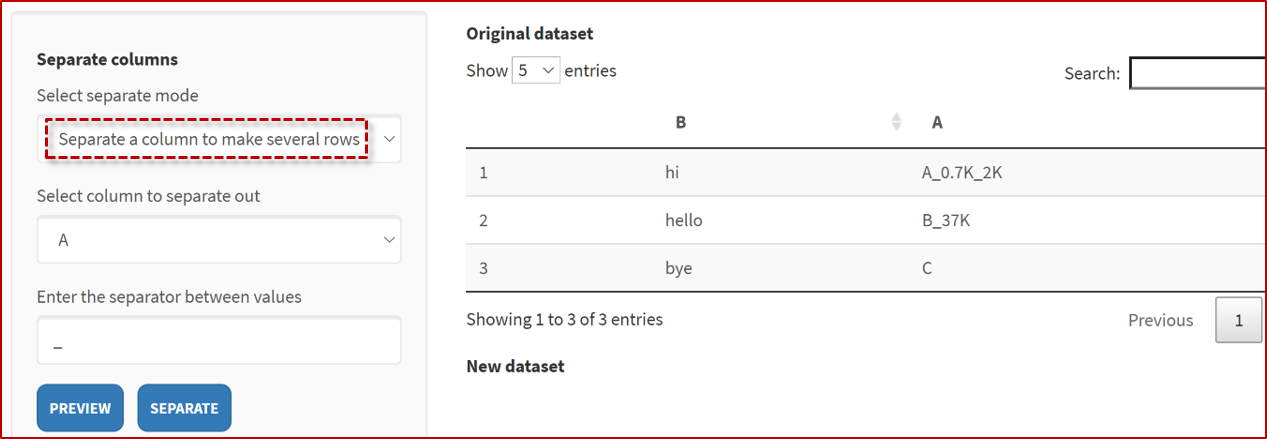 Separate columns
Select separate mode
Separate a column to make several rows
Select column to separate out
A
Enter the separator between values
_
PREVIEW SEPARATE
Original dataset
Show 5 entries
Search:
B A
1 hi A_0.7K_2K
2 hello B_37K
3 bye C
Showing 1 to 3 of 3 entries
Previous 1
New dataset